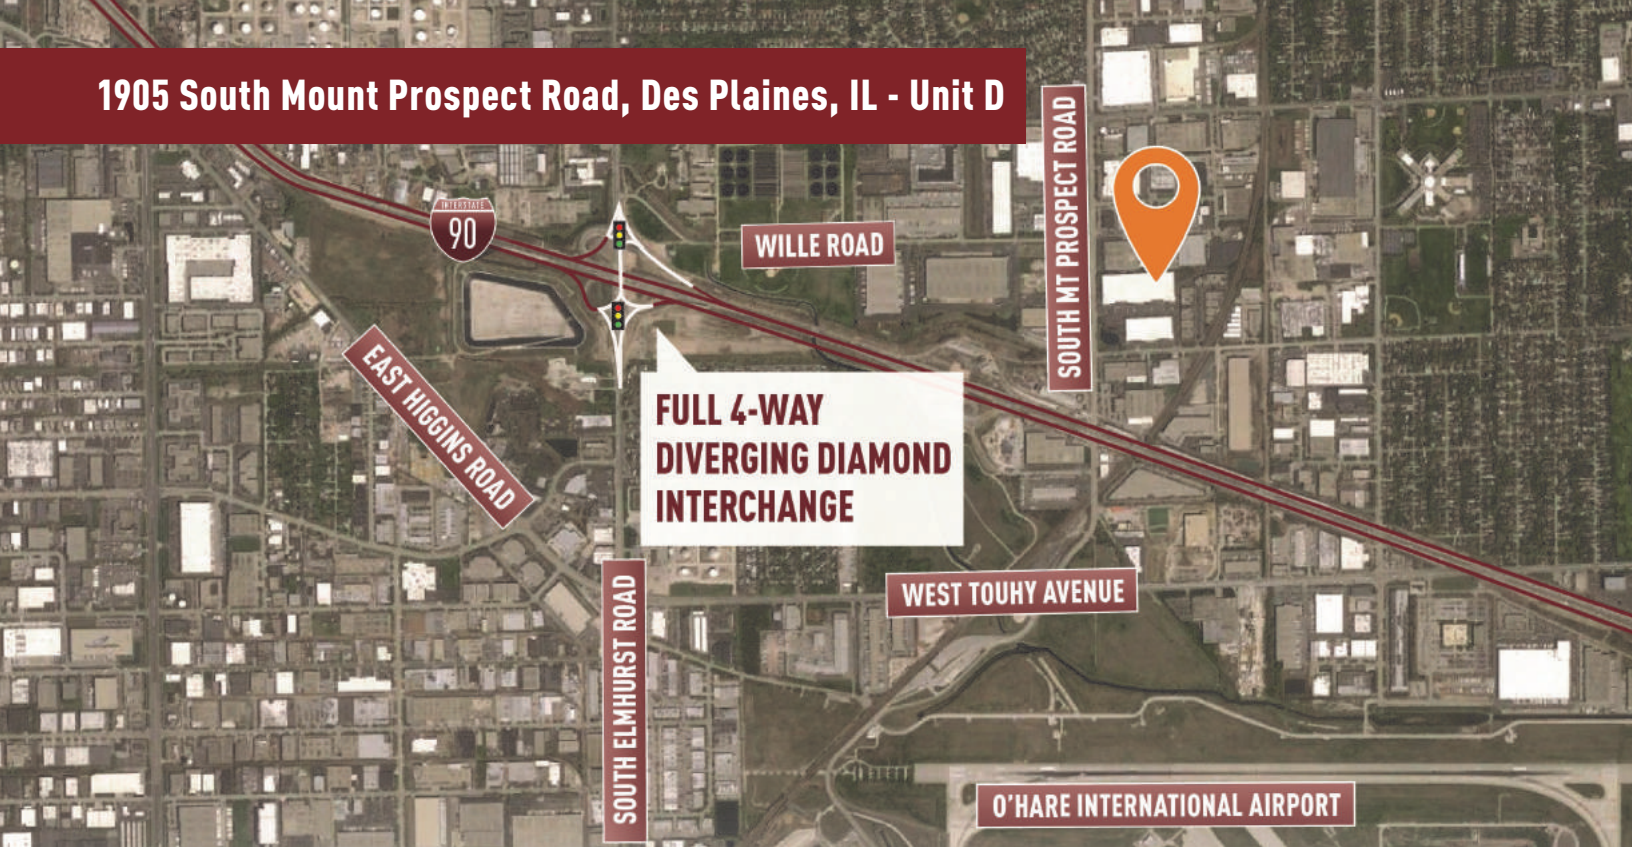 1905 South Mount Prospect Road, Des Plaines, IL - Unit D
SOUTH MT PROSPECT ROAD
INTERSTATE
90
WILLE ROAD
EAST HIGGINS ROAD
FULL 4-WAY
DIVERGING DIAMOND
INTERCHANGE
WEST TOUHY AVENUE
SOUTH ELMHURST ROAD
O'HARE INTERNATIONAL AIRPORT